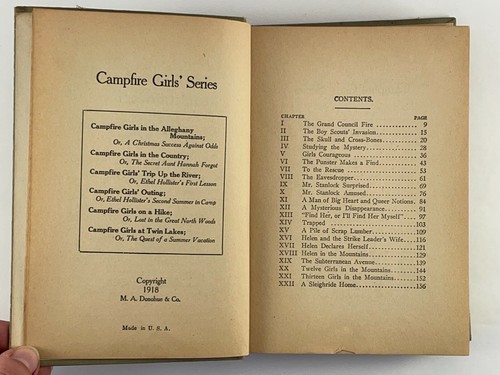 Campfire Girls' Series
Campfire Girls in the Alleghany
Mountains;
Or, A Christmas Success Against Odds
Campfire Girls in the Country;
Or, The Secret Aunt Hannah Forgot
Campfire Girls' Trip Up the River;
Or, Ethel Hollister's First Lesson
Campfire Girls' Outing;
Or, Ethel Hollister's Second Summer in Camp
Campfire Girls on a Hike;
Or, Lost in the Great North Woods
Campfire Girls at Twin Lakes;
Or, The Quest of a Summer Vacation
Copyright
1918
M. A. Donohue & Co.
Made in U. S. A.
CONTENTS.
CHAPTER PAGE
I The Grand Council Fire 9
II The Boy Scouts' Invasion 15
III The Skull and Cross-Bones 20
IV Studying the Mystery 28
V Girls Courageous 36
VI The Punster Makes a Find 43
VII To the Rescue 53
VIII The Eavesdropper 61
IX Mr. Stanlock Surprised 69
X Mr. Stanlock Amused 76
XI A Man of Big Heart and Queer Notions 84
XII A Mysterious Disappearance 91
XIII "Find Her, or I'll Find Her Myself" 97
XIV Trapped 103
XV A Pile of Scrap Lumber 109
XVI Helen and the Strike Leader's Wife 116
XVII Helen Declares Herself 121
XVIII Helen in the Mountains 129
XIX The Subterranean Avenue 139
XX Twelve Girls in the Mountains 144
XXI Thirteen Girls in the Mountains 152
XXII A Sleighride Home 156